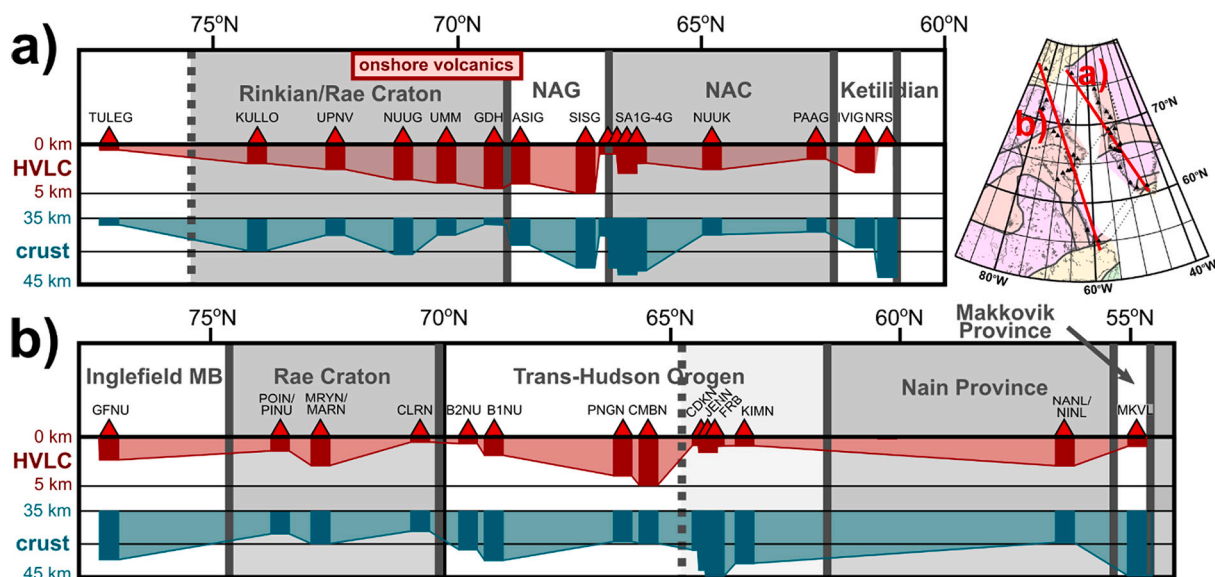 a)
75°N 70°N 65°N 60°N
onshore volcanics
Rinkian/Rae Craton NAG NAC Ketilidian
TULEG KULLO UPNV NUUG UMM GDH ASIG SISG SA1G-4G NUUK PAAG IVIG NRS
0 km
HVLC
5 km
35 km
crust
45 km
a)
b)
70°N
60°N
80°W 60°W 40°W
b)
75°N 70°N 65°N 60°N 55°N
Makkovik
Province
Inglefield MB Rae Craton Trans-Hudson Orogen Nain Province
GFNU POIN/
PINU MRYN/
MARN CLRN B2NU B1NU PNGN CMBN CDKN JENN FRB KIMN NANL/
NINL MKVL
0 km
HVLC
5 km
35 km
crust
45 km